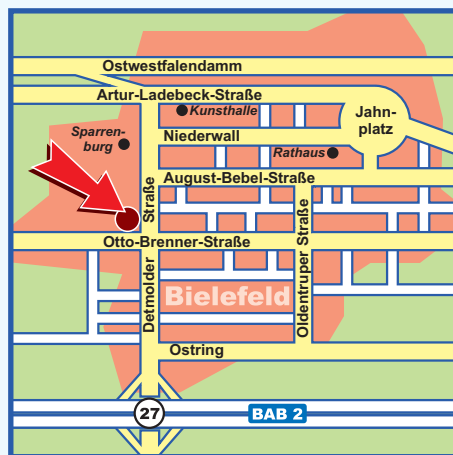 Ostwestfalendamm
Artur-Ladebeck-Straße
Kunsthalle
Jahn-
platz
Sparren-
burg
Niederwall
Rathaus
August-Bebel-Straße
Detmolder Straße
Oldentruper Straße
Otto-Brenner-Straße
Bielefeld
Ostring
27
BAB 2